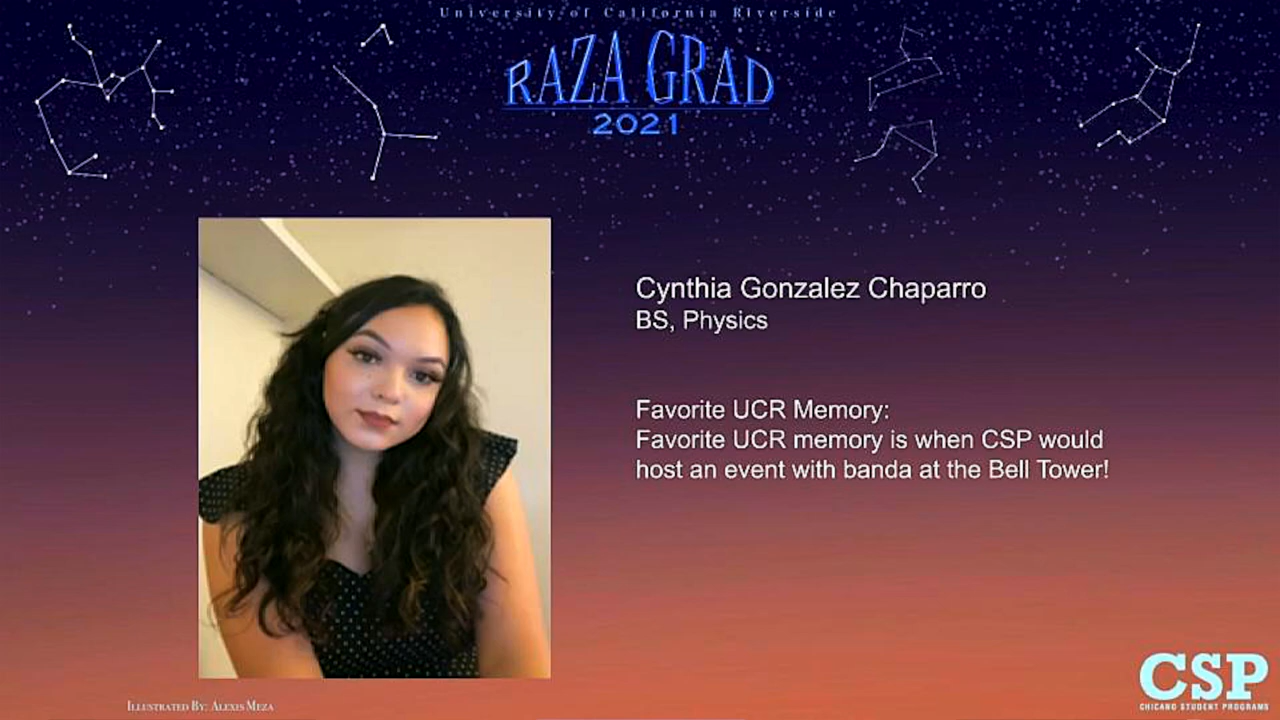 University of California Riverside
RAZA GRAD
2021
Cynthia Gonzalez Chaparro
BS, Physics
Favorite UCR Memory:
Favorite UCR memory is when CSP would
host an event with banda at the Bell Tower!
Illustrated By: Alexis Meza
CSP
CHICANO STUDENT PROGRAMS